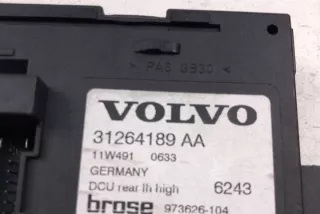 > PA6 GB30 <
VOLVO
31264189 AA
11W491 0633
GERMANY
DCU rear lh high 6243
brose 973626-104